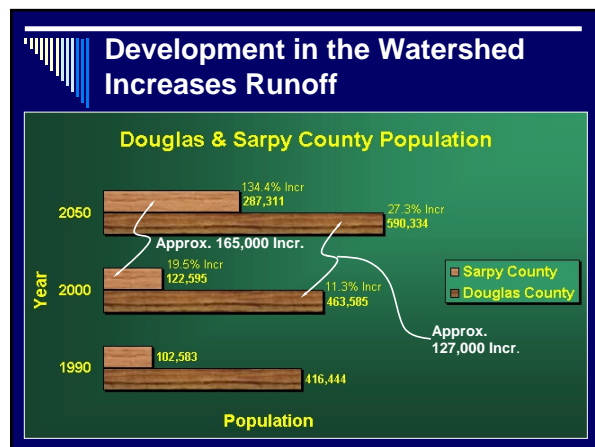 Development in the Watershed
Increases Runoff
Douglas & Sarpy County Population
134.4% Incr
287,311
2050
27.3% Incr
590,334
Approx. 165,000 Incr.
19.5% Incr
122,595
2000
11.3% Incr
463,585
Sarpy County
Douglas County
Year
Approx.
127,000 Incr.
102,583
1990
416,444
Population